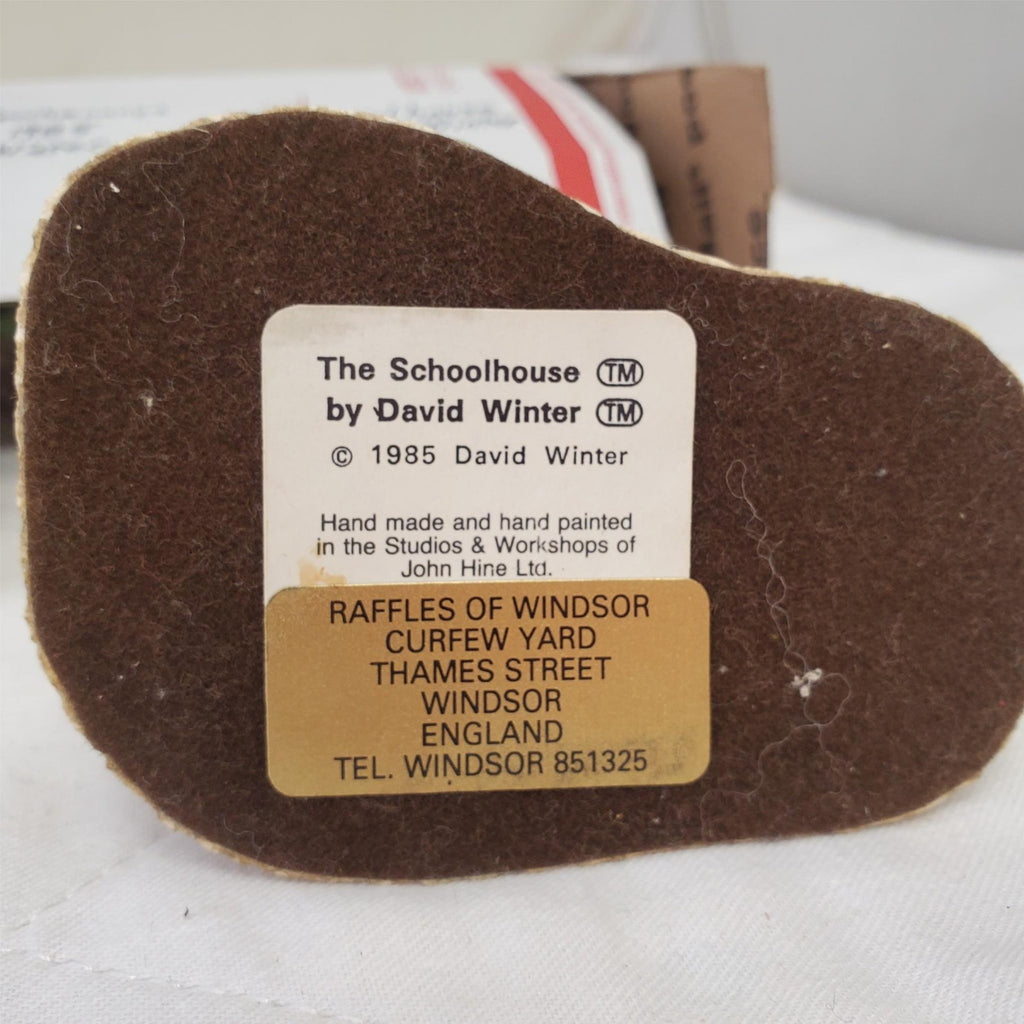 The Schoolhouse TM
by David Winter TM
© 1985 David Winter
Hand made and hand painted
in the Studios & Workshops of
John Hine Ltd.
RAFFLES OF WINDSOR
CURFEW YARD
THAMES STREET
WINDSOR
ENGLAND
TEL. WINDSOR 851325